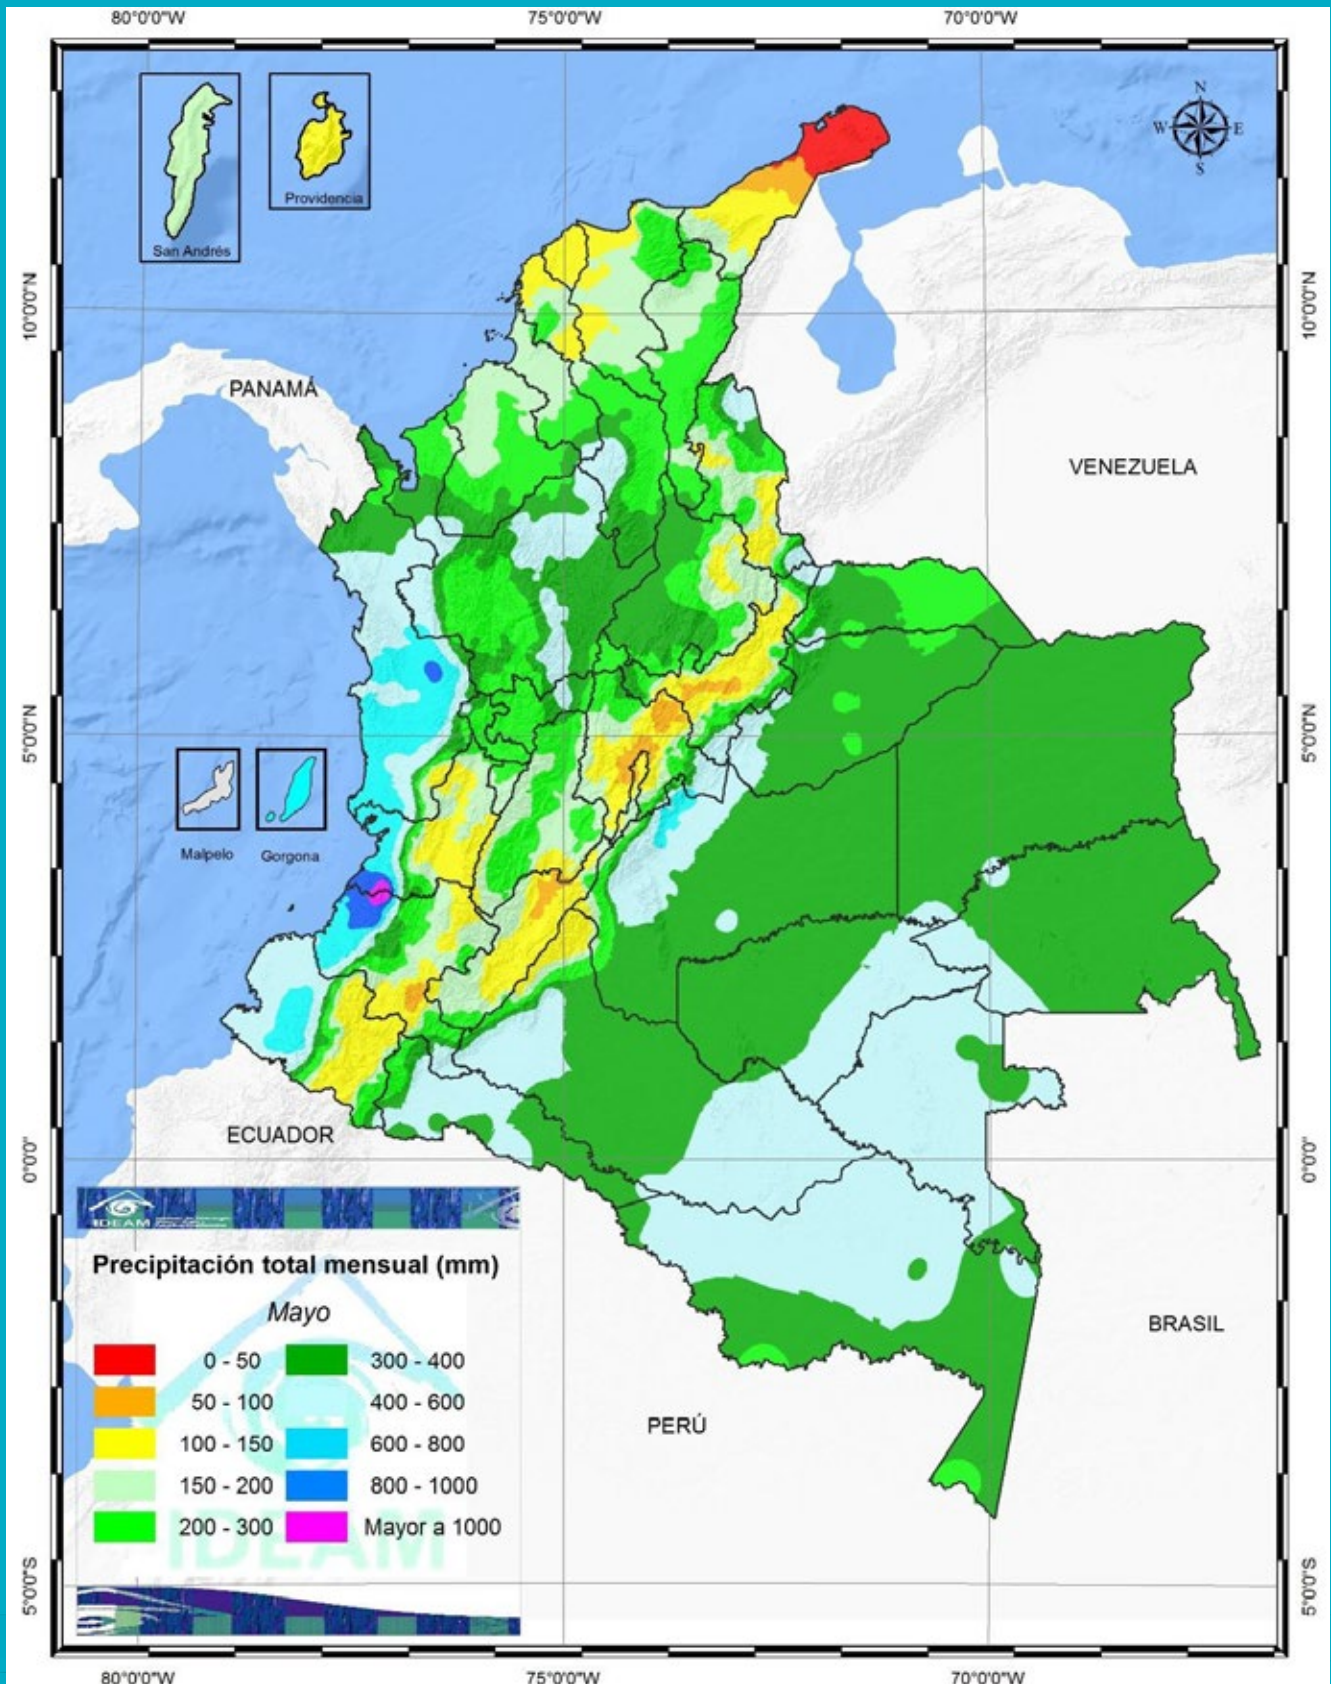 80°0'0"W 75°0'0"W 70°0'0"W
N
W E
S
Providencia
San Andrés
10°0'0"N 10°0'0"N
PANAMÁ
VENEZUELA
5°0'0"N 5°0'0"N
Malpelo Gorgona
ECUADOR
0°0'0" 0°0'0"
IDEAM
Precipitación total mensual (mm)
Mayo
0 - 50 300 - 400
50 - 100 400 - 600
100 - 150 600 - 800
150 - 200 800 - 1000
200 - 300 Mayor a 1000
IDEAM
BRASIL
PERÚ
5°0'0"S 5°0'0"S
80°0'0"W 75°0'0"W 70°0'0"W